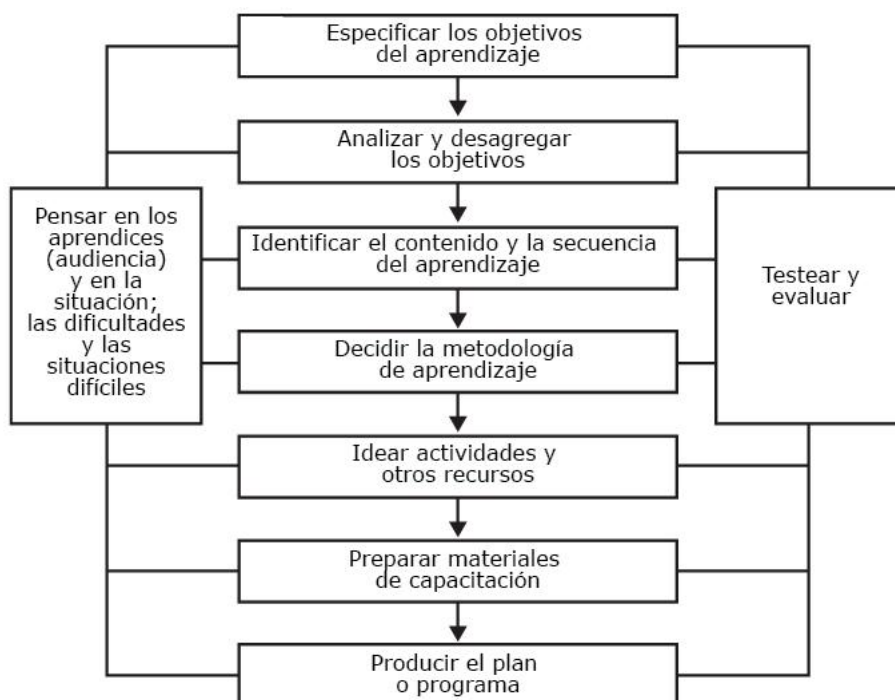 Especificar los objetivos
del aprendizaje
Analizar y desagregar
los objetivos
Pensar en los
aprendices
(audiencia)
y en la
situación;
las dificultades
y las
situaciones
difíciles
Identificar el contenido y la secuencia
del aprendizaje
Testear y
evaluar
Decidir la metodología
de aprendizaje
Idear actividades y
otros recursos
Preparar materiales
de capacitación
Producir el plan
o programa